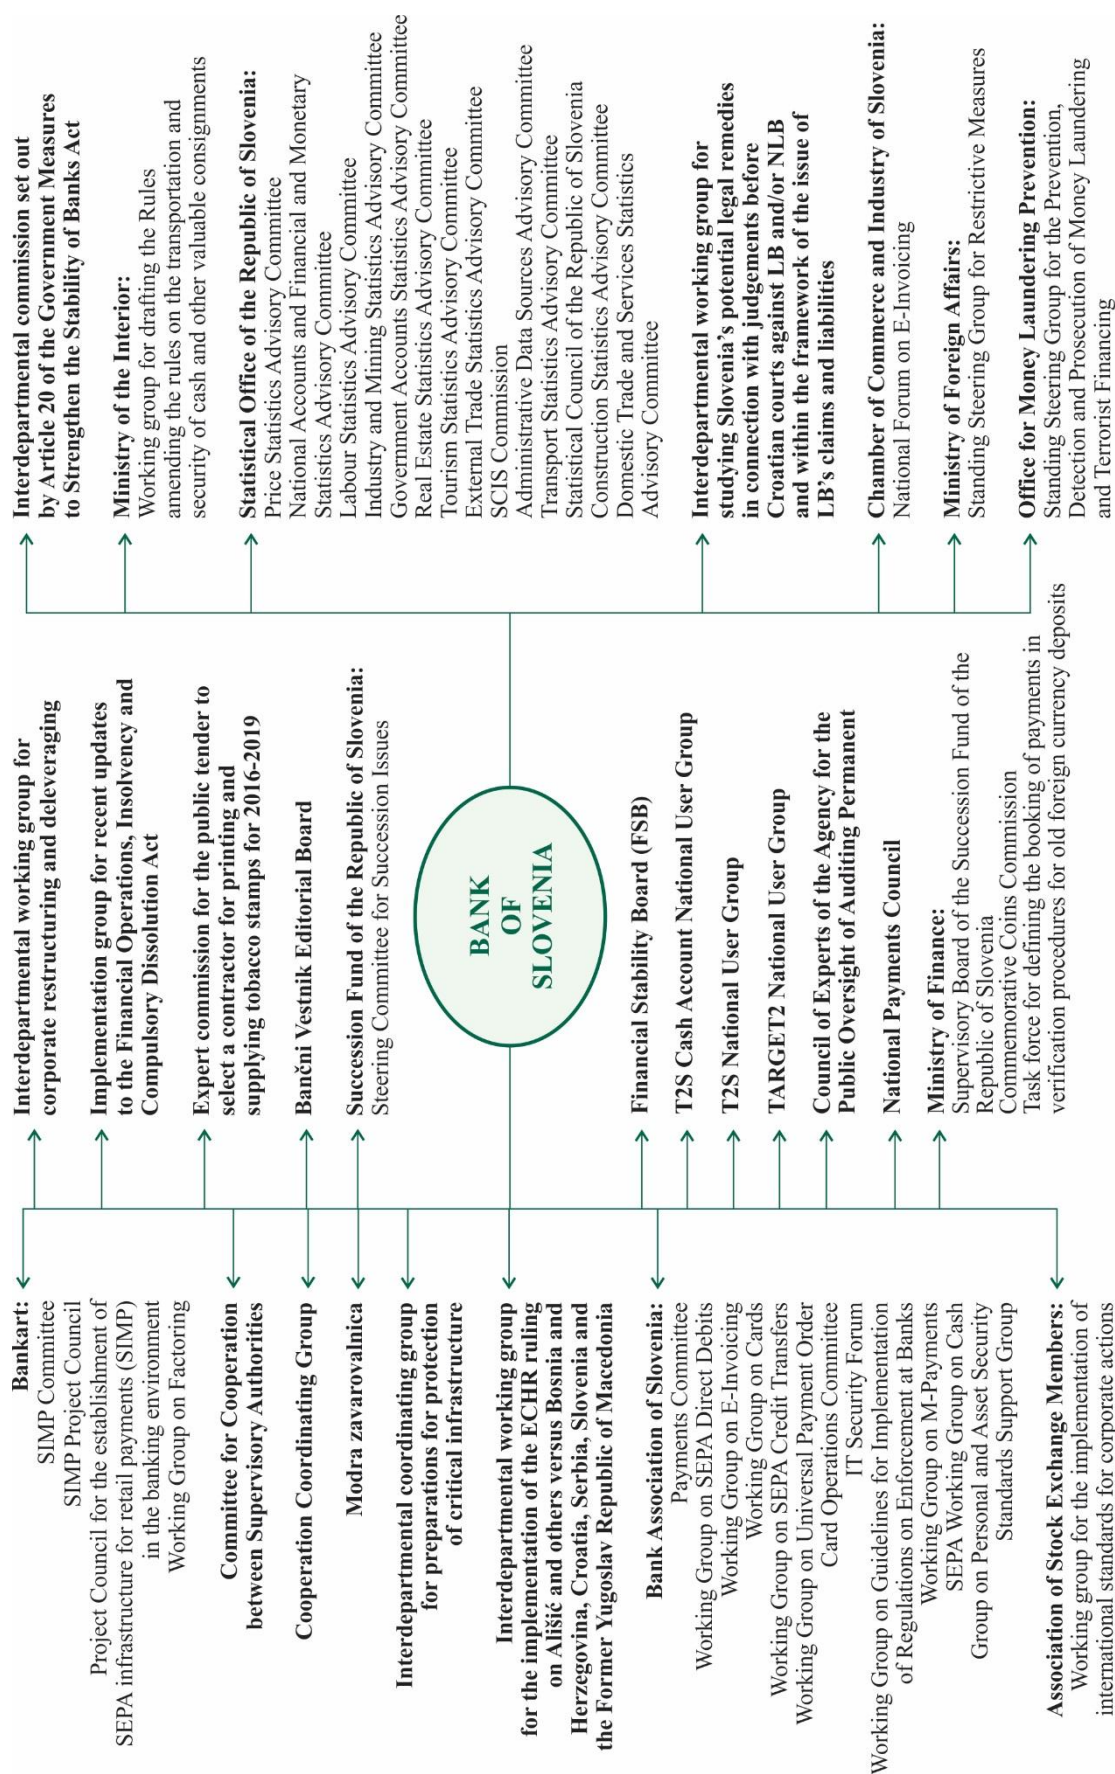 Bankart:
SIMP Committee
SIMP Project Council
Project Council for the establishment of
SEPA infrastructure for retail payments (SIMP)
in the banking environment
Working Group on Factoring
Committee for Cooperation
between Supervisory Authorities
Cooperation Coordinating Group
Modra zavarovalnica
Interdepartmental coordinating group
for preparations for protection
of critical infrastructure
Interdepartmental working group
for the implementation of the ECHR ruling
on Ališić and others versus Bosnia and
Herzegovina, Croatia, Serbia, Slovenia and
the Former Yugoslav Republic of Macedonia
Bank Association of Slovenia:
Payments Committee
Working Group on SEPA Direct Debits
Working Group on E-Invoicing
Working Group on Cards
Working Group on SEPA Credit Transfers
Working Group on Universal Payment Order
Card Operations Committee
IT Security Forum
Working Group on Guidelines for Implementation
of Regulations on Enforcement at Banks
Working Group on M-Payments
SEPA Working Group on Cash
Group on Personal and Asset Security
Standards Support Group
Association of Stock Exchange Members:
Working group for the implementation of
international standards for corporate actions
Interdepartmental working group for
corporate restructuring and deleveraging
Implementation group for recent updates
to the Financial Operations, Insolvency and
Compulsory Dissolution Act
Expert commission for the public tender to
select a contractor for printing and
supplying tobacco stamps for 2016-2019
Bančni Vestnik Editorial Board
Succession Fund of the Republic of Slovenia:
Steering Committee for Succession Issues
BANK
OF
SLOVENIA
Financial Stability Board (FSB)
T2S Cash Account National User Group
T2S National User Group
TARGET2 National User Group
Council of Experts of the Agency for the
Public Oversight of Auditing Permanent
National Payments Council
Ministry of Finance:
Supervisory Board of the Succession Fund of the
Republic of Slovenia
Commemorative Coins Commission
Task force for defining the booking of payments in
verification procedures for old foreign currency deposits
Interdepartmental commission set out
by Article 20 of the Government Measures
to Strengthen the Stability of Banks Act
Ministry of the Interior:
Working group for drafting the Rules
amending the rules on the transportation and
security of cash and other valuable consignments
Statistical Office of the Republic of Slovenia:
Price Statistics Advisory Committee
National Accounts and Financial and Monetary
Statistics Advisory Committee
Labour Statistics Advisory Committee
Industry and Mining Statistics Advisory Committee
Government Accounts Statistics Advisory Committee
Real Estate Statistics Advisory Committee
Tourism Statistics Advisory Committee
External Trade Statistics Advisory Committee
SCIS Commission
Administrative Data Sources Advisory Committee
Transport Statistics Advisory Committee
Statistical Council of the Republic of Slovenia
Construction Statistics Advisory Committee
Domestic Trade and Services Statistics
Advisory Committee
Interdepartmental working group for
studying Slovenia's potential legal remedies
in connection with judgements before
Croatian courts against LB and/or NLB
and within the framework of the issue of
LB's claims and liabilities
Chamber of Commerce and Industry of Slovenia:
National Forum on E-Invoicing
Ministry of Foreign Affairs:
Standing Steering Group for Restrictive Measures
Office for Money Laundering Prevention:
Standing Steering Group for the Prevention,
Detection and Prosecution of Money Laundering
and Terrorist Financing